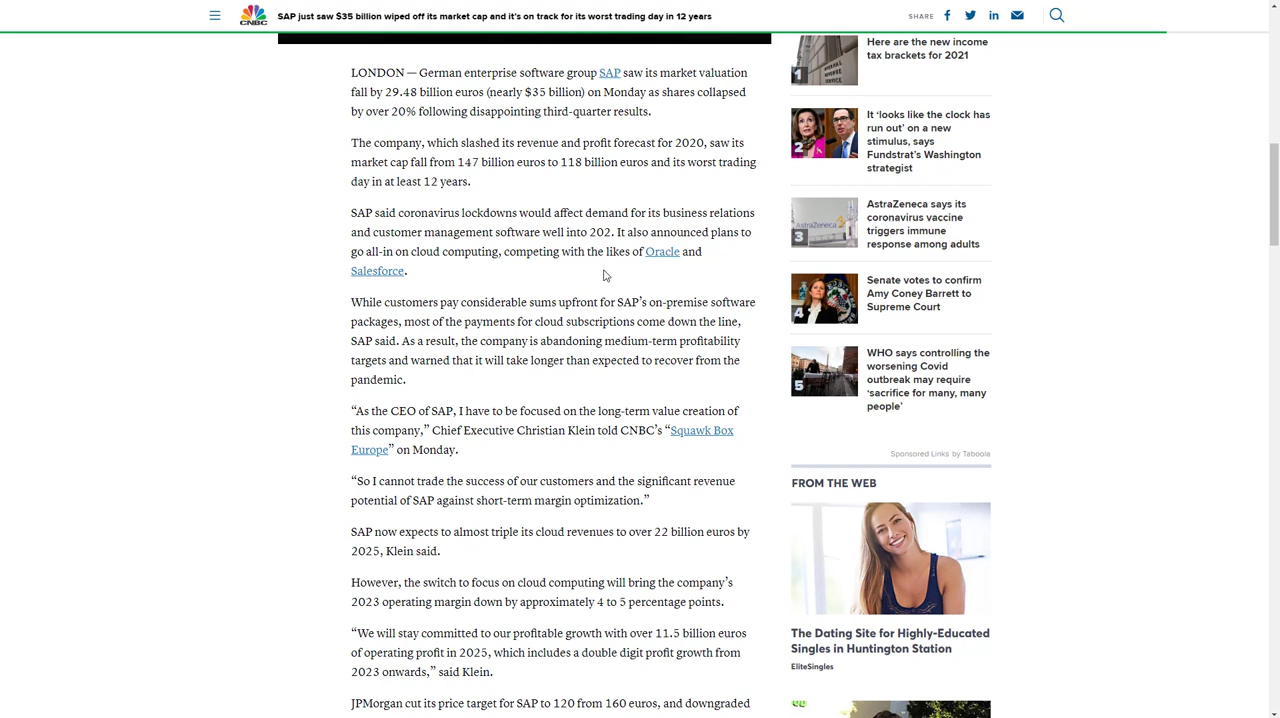 CNBC
SAP just saw $35 billion wiped off its market cap and it's on track for its worst trading day in 12 years
SHARE
LONDON — German enterprise software group SAP saw its market valuation
fall by 29.48 billion euros (nearly $35 billion) on Monday as shares collapsed
by over 20% following disappointing third-quarter results.
The company, which slashed its revenue and profit forecast for 2020, saw its
market cap fall from 147 billion euros to 118 billion euros and its worst trading
day in at least 12 years.
SAP said coronavirus lockdowns would affect demand for its business relations
and customer management software well into 202. It also announced plans to
go all-in on cloud computing, competing with the likes of Oracle and
Salesforce.
While customers pay considerable sums upfront for SAP's on-premise software
packages, most of the payments for cloud subscriptions come down the line,
SAP said. As a result, the company is abandoning medium-term profitability
targets and warned that it will take longer than expected to recover from the
pandemic.
“As the CEO of SAP, I have to be focused on the long-term value creation of
this company,” Chief Executive Christian Klein told CNBC's “Squawk Box
Europe” on Monday.
“So I cannot trade the success of our customers and the significant revenue
potential of SAP against short-term margin optimization.”
SAP now expects to almost triple its cloud revenues to over 22 billion euros by
2025, Klein said.
However, the switch to focus on cloud computing will bring the company's
2023 operating margin down by approximately 4 to 5 percentage points.
“We will stay committed to our profitable growth with over 11.5 billion euros
of operating profit in 2025, which includes a double digit profit growth from
2023 onwards,” said Klein.
JPMorgan cut its price target for SAP to 120 from 160 euros, and downgraded
1
Here are the new income
tax brackets for 2021
2
It ‘looks like the clock has
run out’ on a new
stimulus, says
Fundstrat's Washington
strategist
AstraZeneca
3
AstraZeneca says its
coronavirus vaccine
triggers immune
response among adults
4
Senate votes to confirm
Amy Coney Barrett to
Supreme Court
5
WHO says controlling the
worsening Covid
outbreak may require
‘sacrifice for many, many
people’
Sponsored Links by Taboola
FROM THE WEB
The Dating Site for Highly-Educated
Singles in Huntington Station
EliteSingles